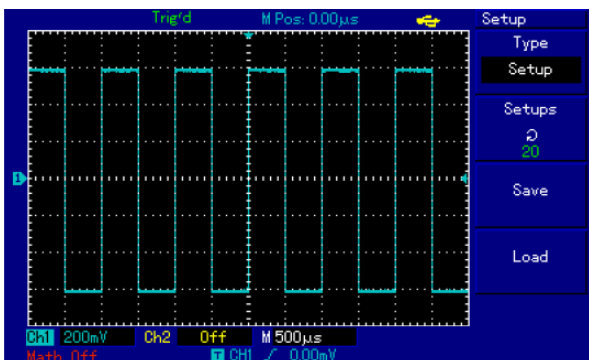 Trig'd M Pos: 0.00μs Setup
Type
Setup
Setups
20
Save
1
Load
Ch1 200mV Ch2 Off M 500μs
Math Off T CH1 0.00mV